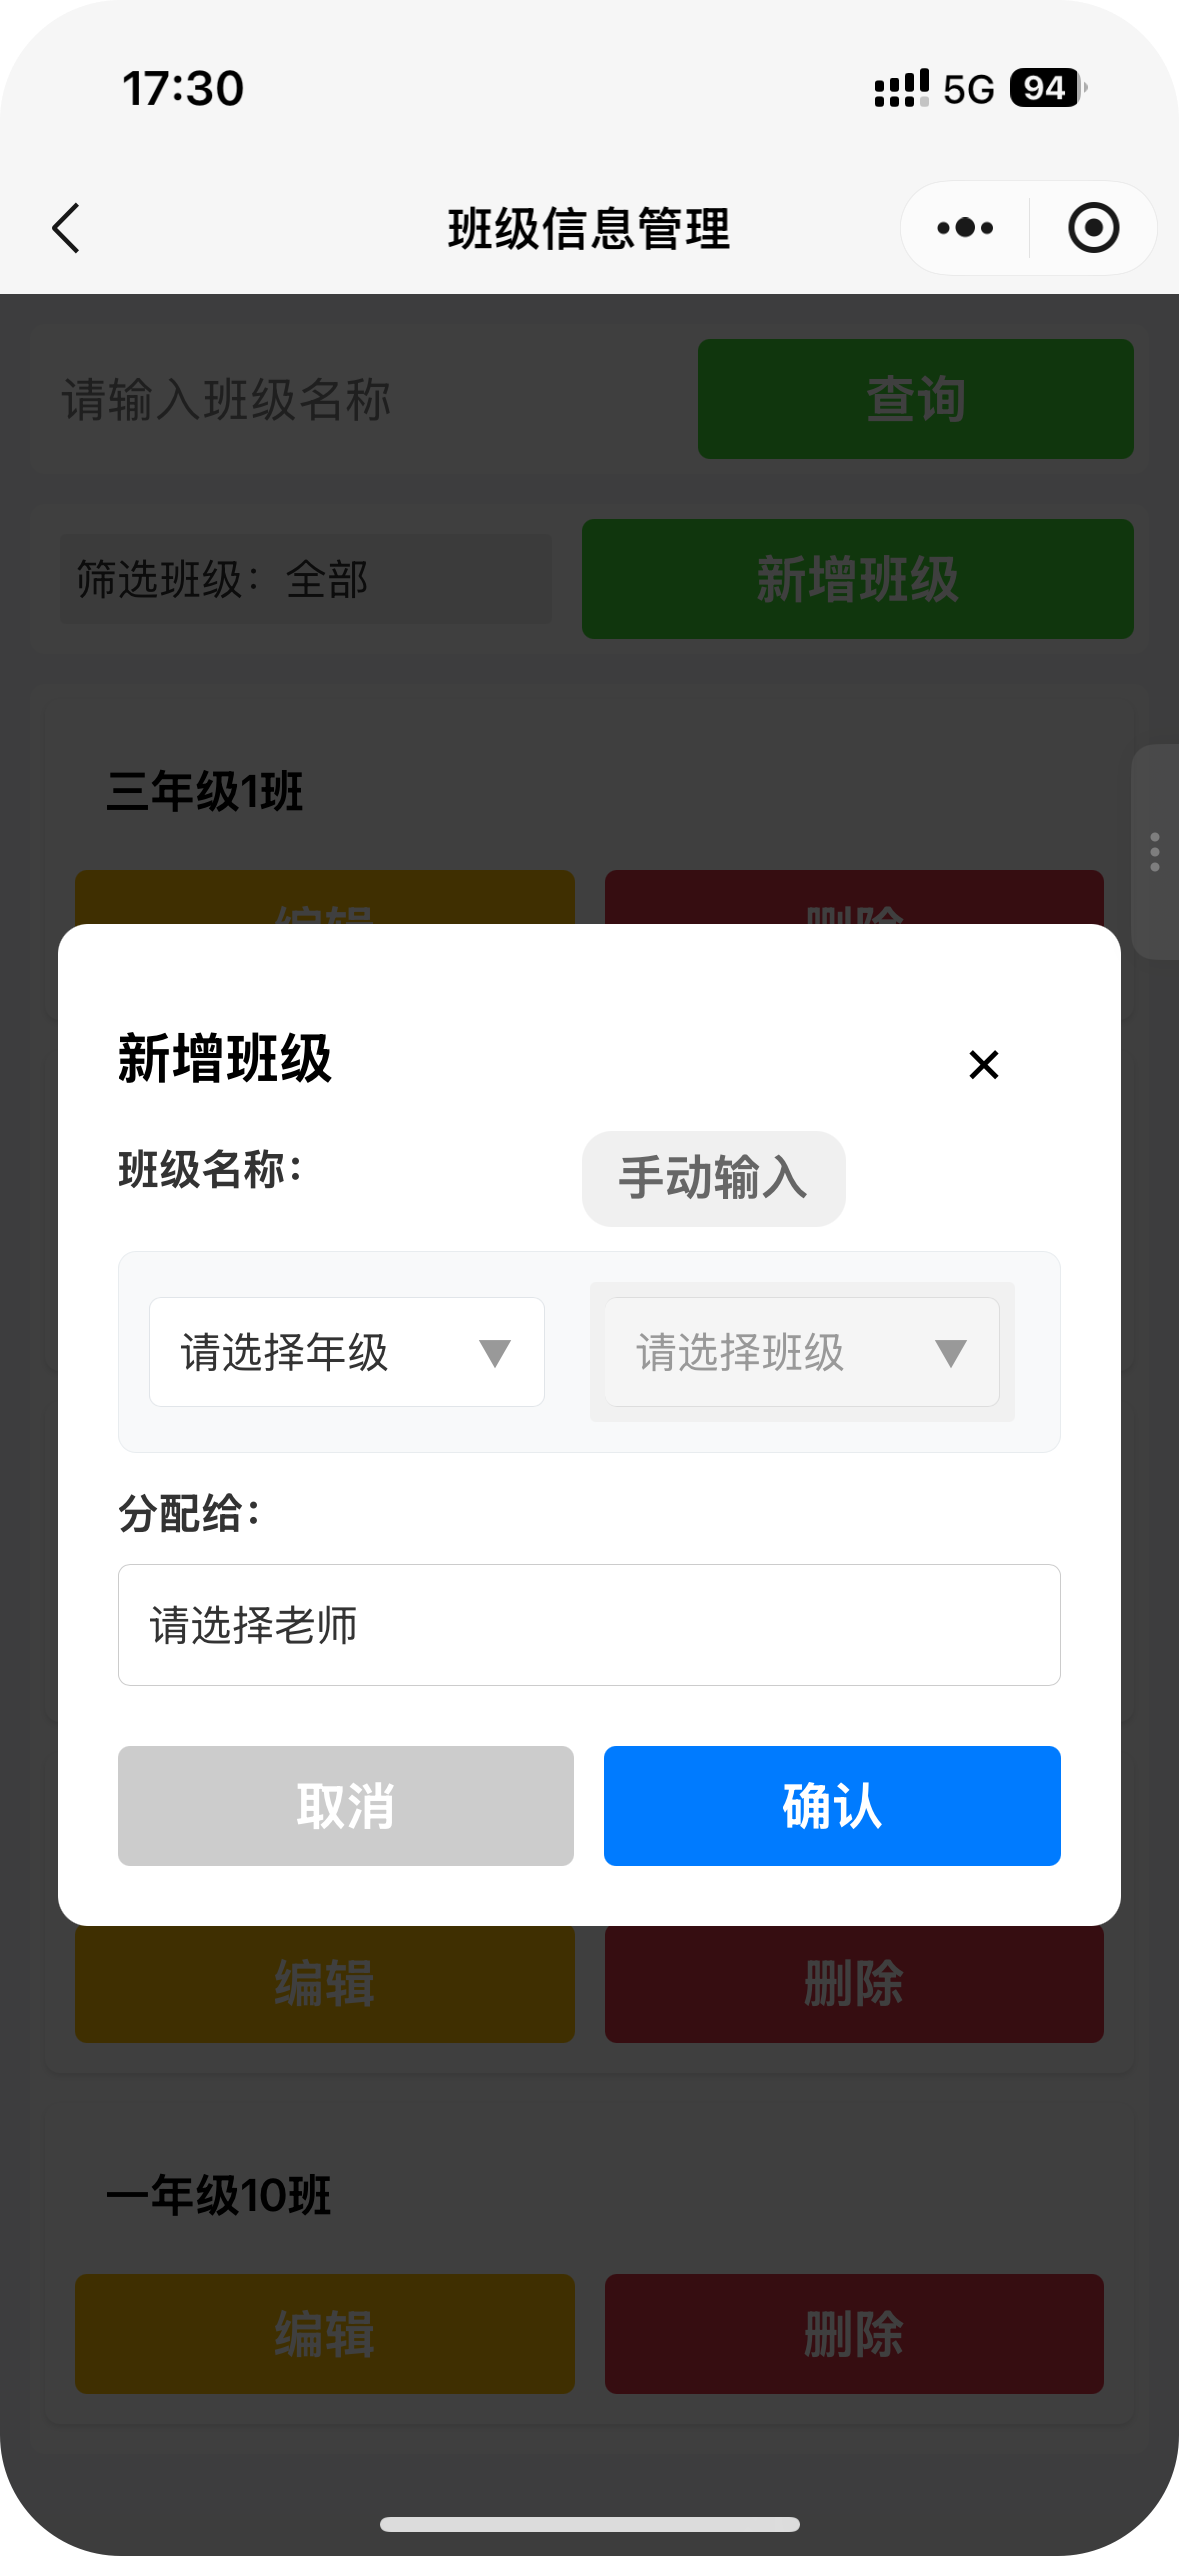 17:30 5G 94
班级信息管理
请输入班级名称 查询
筛选班级：全部 新增班级
三年级1班
编辑 删除
新增班级 ×
班级名称： 手动输入
请选择年级 ▼ 请选择班级 ▼
分配给：
请选择老师
取消 确认
编辑 删除
一年级10班
编辑 删除